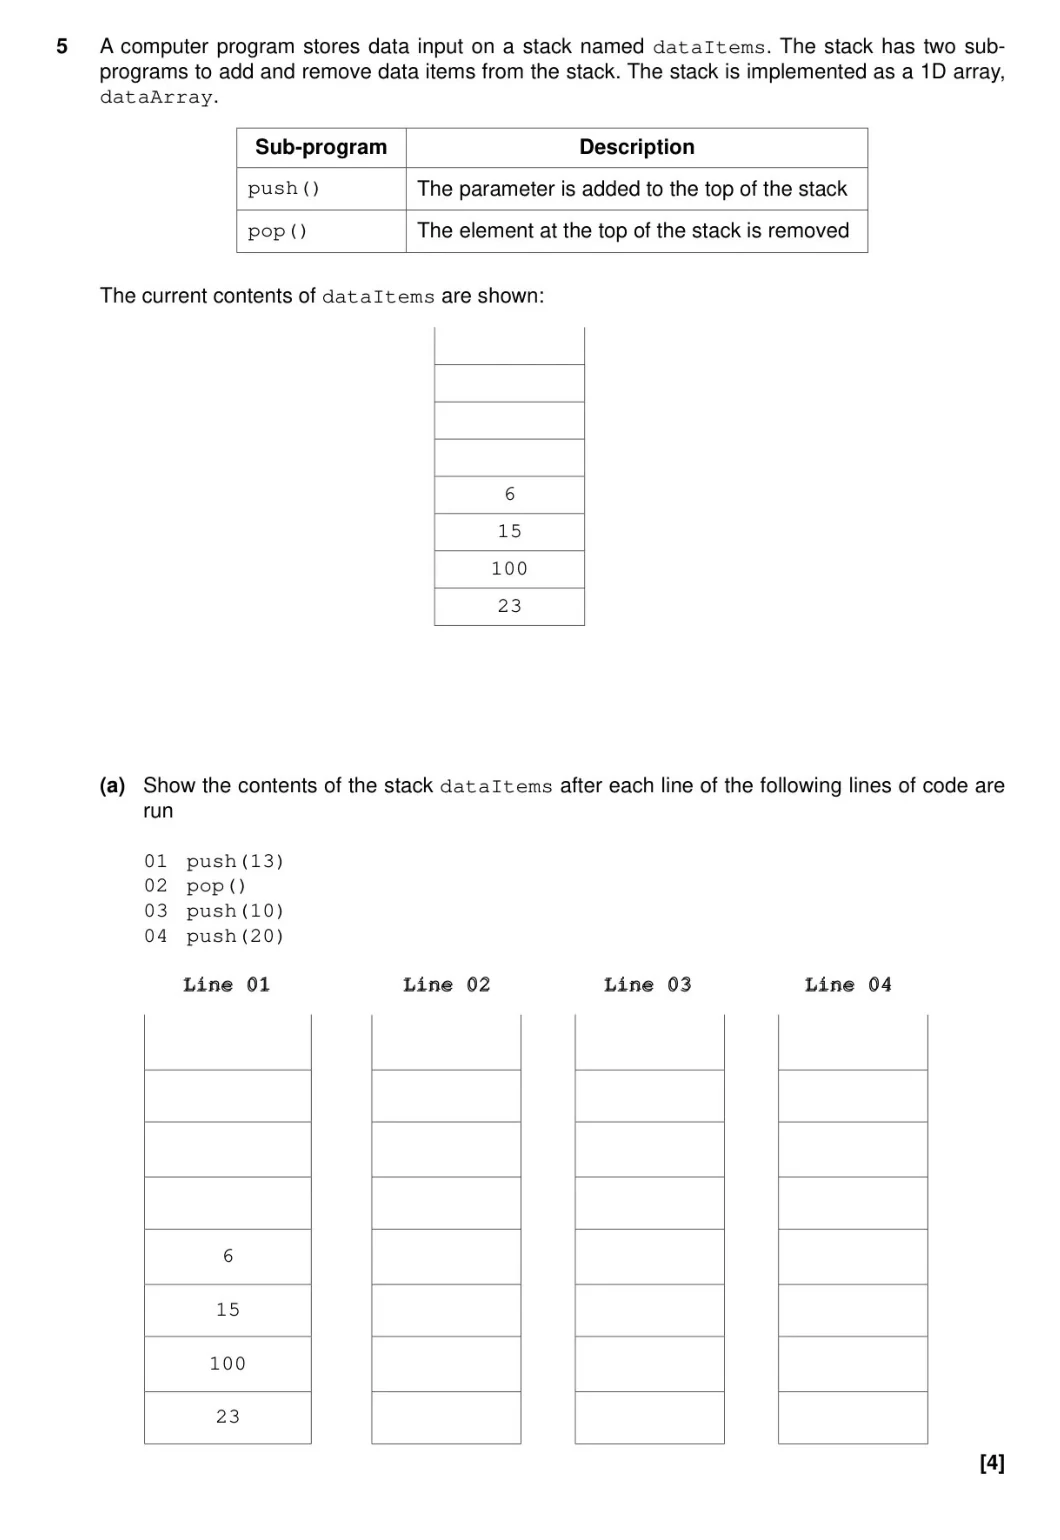 5 A computer program stores data input on a stack named dataItems. The stack has two sub-
programs to add and remove data items from the stack. The stack is implemented as a 1D array,
dataArray.
Sub-program Description
push() The parameter is added to the top of the stack
pop() The element at the top of the stack is removed
The current contents of dataItems are shown:
6
15
100
23
(a) Show the contents of the stack dataItems after each line of the following lines of code are
run
01 push(13)
02 pop()
03 push(10)
04 push(20)
Line 01 Line 02 Line 03 Line 04
6
15
100
23
[4]